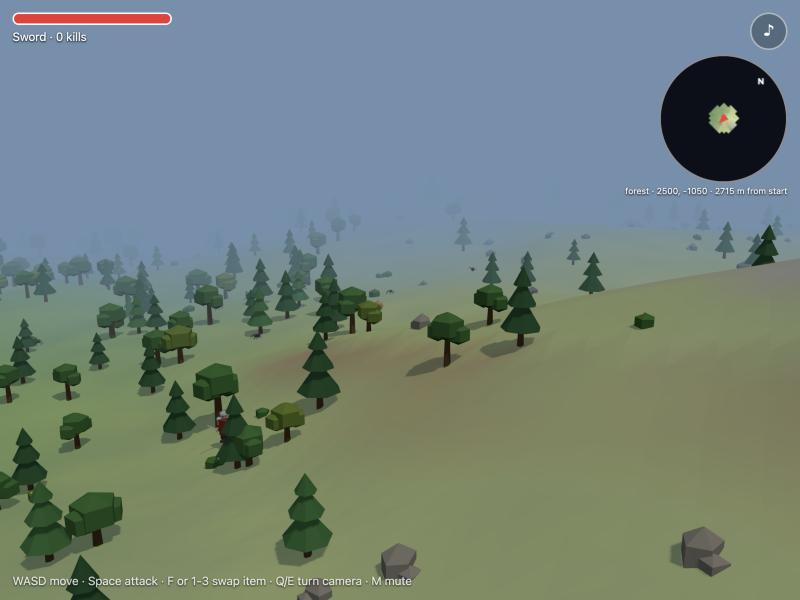 Sword · 0 kills
♪
N
forest · 2500, -1050 · 2715 m from start
WASD move · Space attack · F or 1-3 swap item · Q/E turn camera · M mute